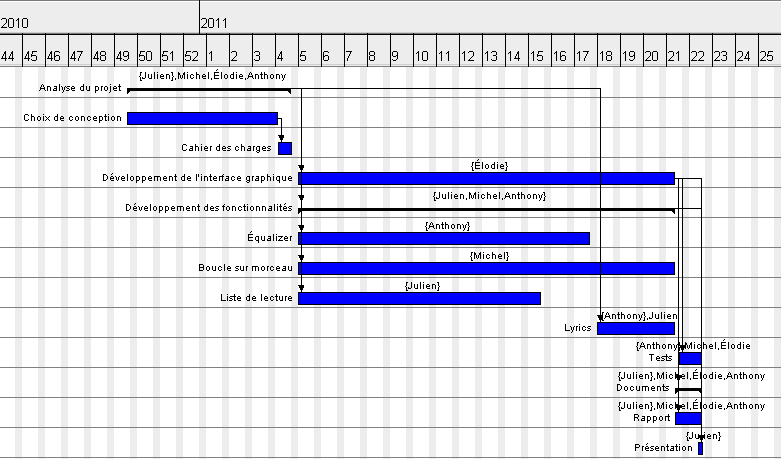 2010 2011
44 45 46 47 48 49 50 51 52 1 2 3 4 5 6 7 8 9 10 11 12 13 14 15 16 17 18 19 20 21 22 23 24 25
{Julien},Michel,Élodie,Anthony
Analyse du projet
Choix de conception
Cahier des charges
{Élodie}
Développement de l'interface graphique
{Julien,Michel,Anthony}
Développement des fonctionnalités
{Anthony}
Équalizer
{Michel}
Boucle sur morceau
{Julien}
Liste de lecture
{Anthony},Julien
Lyrics
{Anthony},Michel,Élodie
Tests
{Julien},Michel,Élodie,Anthony
Documents
{Julien},Michel,Élodie,Anthony
Rapport
{Julien}
Présentation